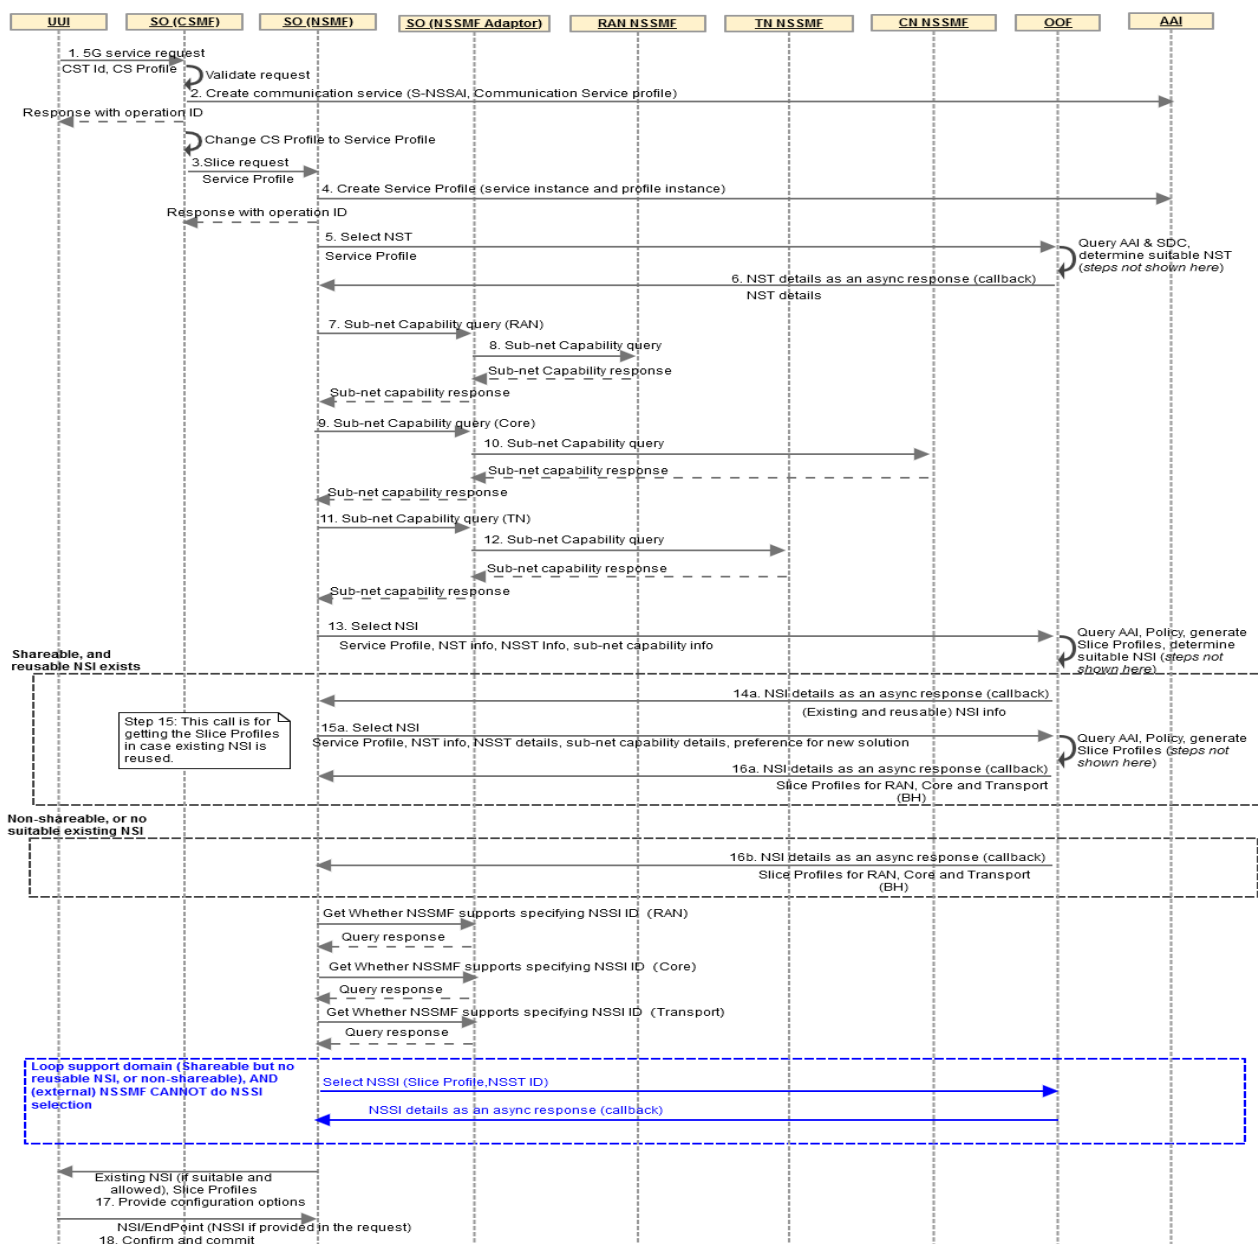 UUI
SO (CSMF)
SO (NSMF)
SO (NSSMF Adaptor)
RAN NSSMF
TN NSSMF
CN NSSMF
OOF
AAI
1. 5G service request
CST Id, CS Profile
Validate request
2. Create communication service (S-NSSAI, Communication Service profile)
Response with operation ID
Change CS Profile to Service Profile
3.Slice request
Service Profile
4. Create Service Profile (service instance and profile instance)
Response with operation ID
5. Select NST
Service Profile
Query AAI & SDC,
determine suitable NST
(steps not shown here)
6. NST details as an async response (callback)
NST details
7. Sub-net Capability query (RAN)
8. Sub-net Capability query
Sub-net Capability response
Sub-net capability response
9. Sub-net Capability query (Core)
10. Sub-net Capability query
Sub-net capability response
Sub-net capability response
11. Sub-net Capability query (TN)
12. Sub-net Capability query
Sub-net capability response
Sub-net capability response
13. Select NSI
Service Profile, NST info, NSST Info, sub-net capability info
Query AAI, Policy, generate
Slice Profiles, determine
suitable NSI (steps not
shown here)
Shareable, and
reusable NSI exists
14a. NSI details as an async response (callback)
(Existing and reusable) NSI info
Step 15: This call is for
getting the Slice Profiles
in case existing NSI is
reused.
15a. Select NSI
Service Profile, NST info, NSST details, sub-net capability details, preference for new solution
Query AAI, Policy, generate
Slice Profiles (steps not
shown here)
16a. NSI details as an async response (callback)
Slice Profiles for RAN, Core and Transport
(BH)
Non-shareable, or no
suitable existing NSI
16b. NSI details as an async response (callback)
Slice Profiles for RAN, Core and Transport
(BH)
Get Whether NSSMF supports specifying NSSI ID (RAN)
Query response
Get Whether NSSMF supports specifying NSSI ID (Core)
Query response
Get Whether NSSMF supports specifying NSSI ID (Transport)
Query response
Loop support domain (Shareable but no
reusable NSI, or non-shareable), AND
(external) NSSMF CANNOT do NSSI
selection
Select NSSI (Slice Profile,NSST ID)
NSSI details as an async response (callback)
Existing NSI (if suitable and
allowed), Slice Profiles
17. Provide configuration options
NSI/EndPoint (NSSI if provided in the request)
18. Confirm and commit